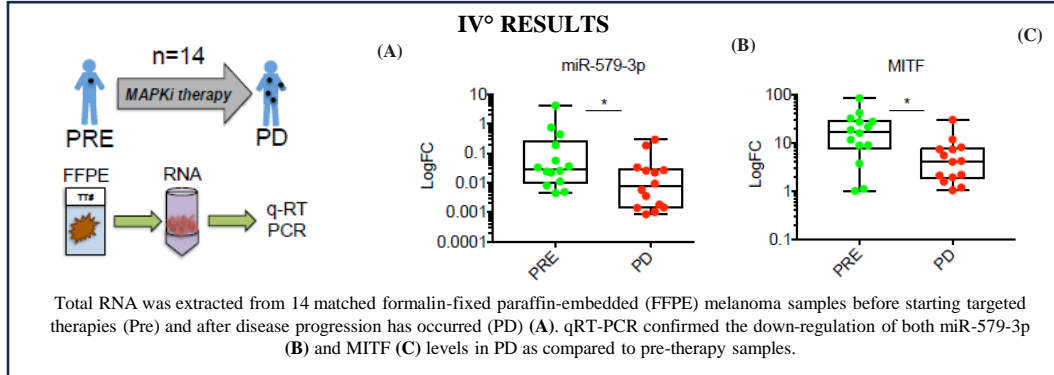 IV° RESULTS
(A)
n=14
MAPKi therapy
PRE
PD
FFPE
TT#
RNA
q-RT
PCR
(B)
miR-579-3p
*
LogFC
10
1
0.1
0.01
0.001
0.0001
PRE
PD
(C)
MITF
*
LogFC
100
10
1
0.1
PRE
PD
Total RNA was extracted from 14 matched formalin-fixed paraffin-embedded (FFPE) melanoma samples before starting targeted
therapies (Pre) and after disease progression has occurred (PD) (A). qRT-PCR confirmed the down-regulation of both miR-579-3p
(B) and MITF (C) levels in PD as compared to pre-therapy samples.